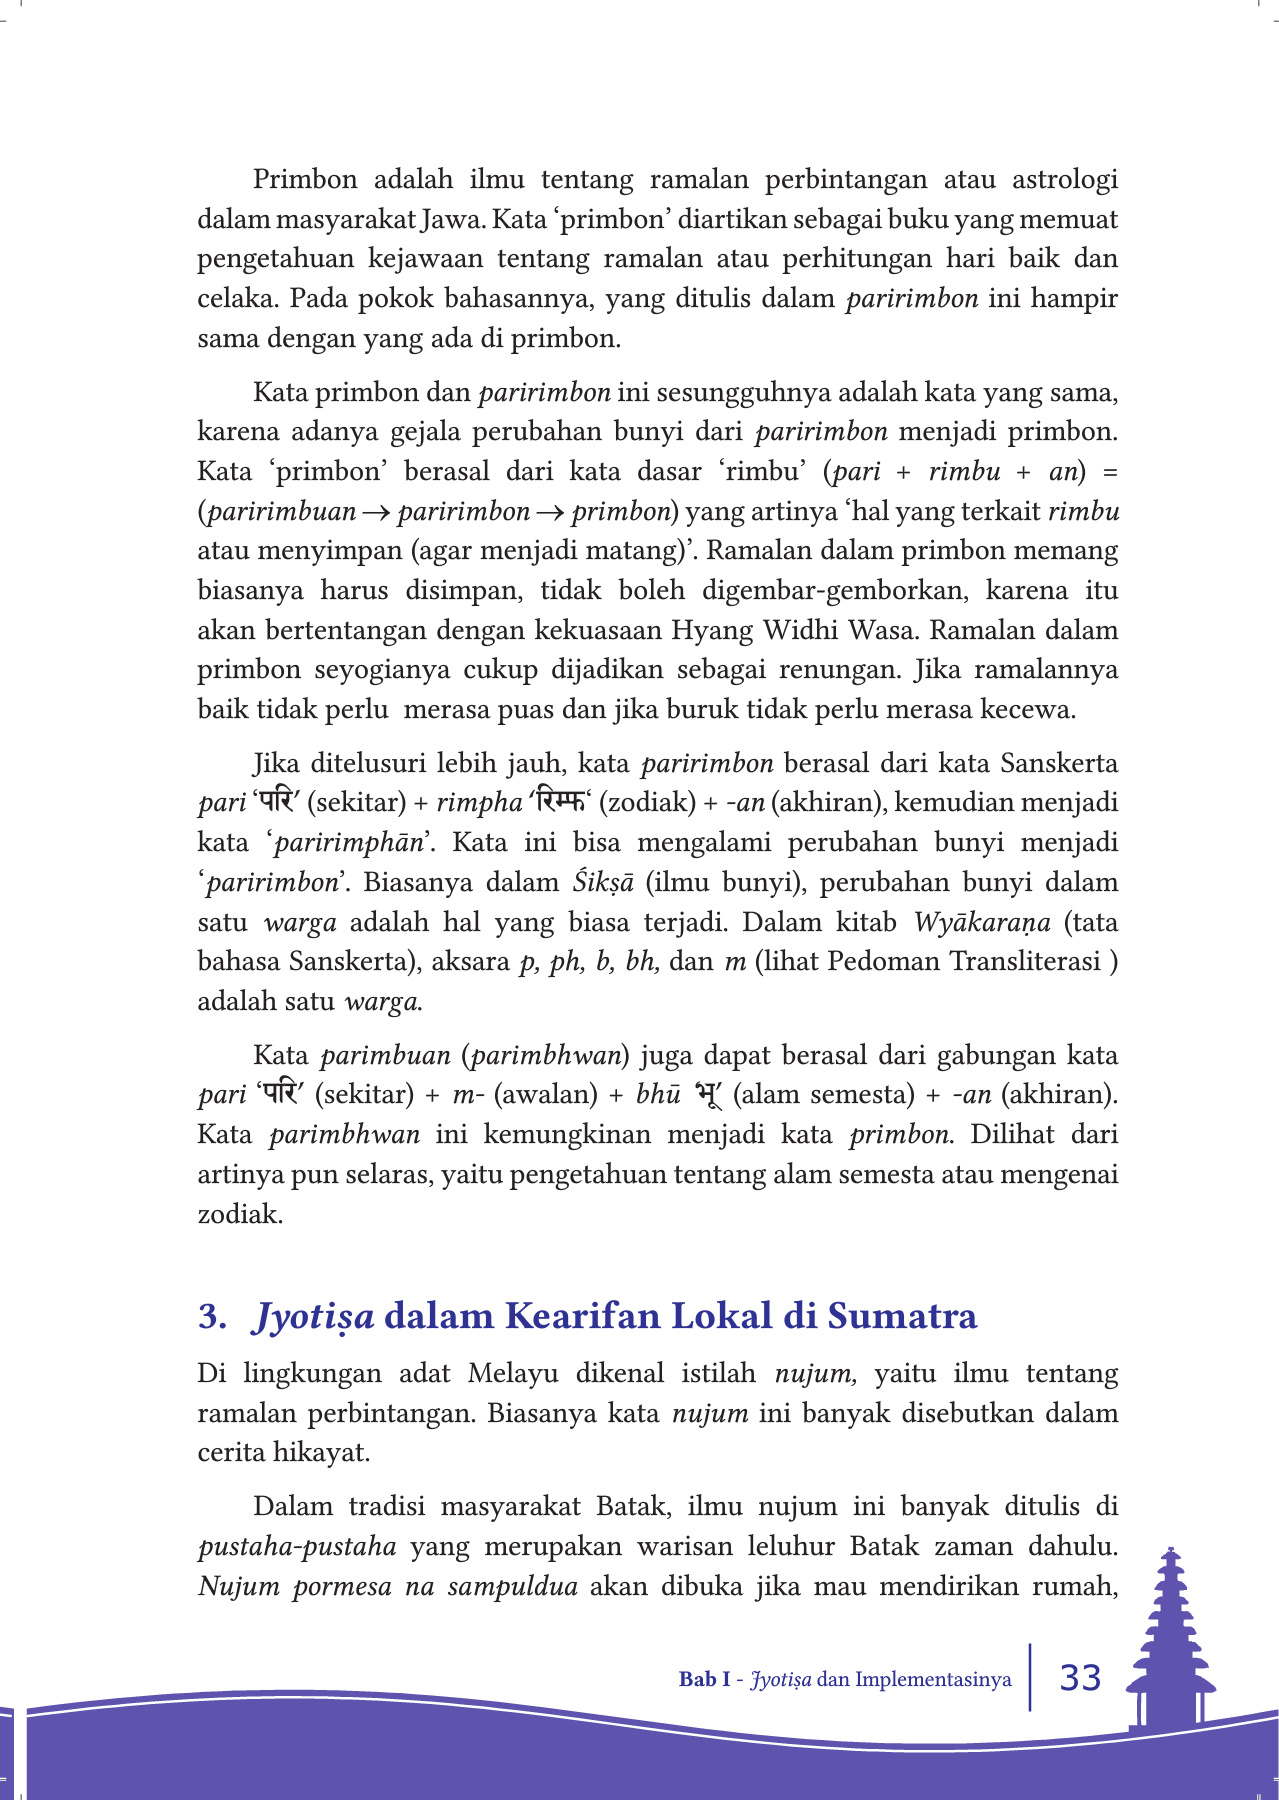 Primbon adalah ilmu tentang ramalan perbintangan atau astrologi
dalam masyarakat Jawa. Kata ‘primbon’ diartikan sebagai buku yang memuat
pengetahuan kejawaan tentang ramalan atau perhitungan hari baik dan
celaka. Pada pokok bahasannya, yang ditulis dalam paririmbon ini hampir
sama dengan yang ada di primbon.
Kata primbon dan paririmbon ini sesungguhnya adalah kata yang sama,
karena adanya gejala perubahan bunyi dari paririmbon menjadi primbon.
Kata ‘primbon’ berasal dari kata dasar ‘rimbu’ (pari + rimbu + an) =
(paririmbuan → paririmbon → primbon) yang artinya ‘hal yang terkait rimbu
atau menyimpan (agar menjadi matang)’. Ramalan dalam primbon memang
biasanya harus disimpan, tidak boleh digembar-gemborkan, karena itu
akan bertentangan dengan kekuasaan Hyang Widhi Wasa. Ramalan dalam
primbon seyogianya cukup dijadikan sebagai renungan. Jika ramalannya
baik tidak perlu merasa puas dan jika buruk tidak perlu merasa kecewa.
Jika ditelusuri lebih jauh, kata paririmbon berasal dari kata Sanskerta
pari ‘परि’ (sekitar) + rimpha ‘रिम्फ‘ (zodiak) + -an (akhiran), kemudian menjadi
kata ‘paririmphān’. Kata ini bisa mengalami perubahan bunyi menjadi
‘paririmbon’. Biasanya dalam Śikṣā (ilmu bunyi), perubahan bunyi dalam
satu warga adalah hal yang biasa terjadi. Dalam kitab Wyākaraṇa (tata
bahasa Sanskerta), aksara p, ph, b, bh, dan m (lihat Pedoman Transliterasi )
adalah satu warga.
Kata parimbuan (parimbhwan) juga dapat berasal dari gabungan kata
pari ‘परि’ (sekitar) + m- (awalan) + bhū ‘भू’ (alam semesta) + -an (akhiran).
Kata parimbhwan ini kemungkinan menjadi kata primbon. Dilihat dari
artinya pun selaras, yaitu pengetahuan tentang alam semesta atau mengenai
zodiak.
3. Jyotiṣa dalam Kearifan Lokal di Sumatra
Di lingkungan adat Melayu dikenal istilah nujum, yaitu ilmu tentang
ramalan perbintangan. Biasanya kata nujum ini banyak disebutkan dalam
cerita hikayat.
Dalam tradisi masyarakat Batak, ilmu nujum ini banyak ditulis di
pustaha-pustaha yang merupakan warisan leluhur Batak zaman dahulu.
Nujum pormesa na sampuldua akan dibuka jika mau mendirikan rumah,
Bab I - Jyotiṣa dan Implementasinya 33